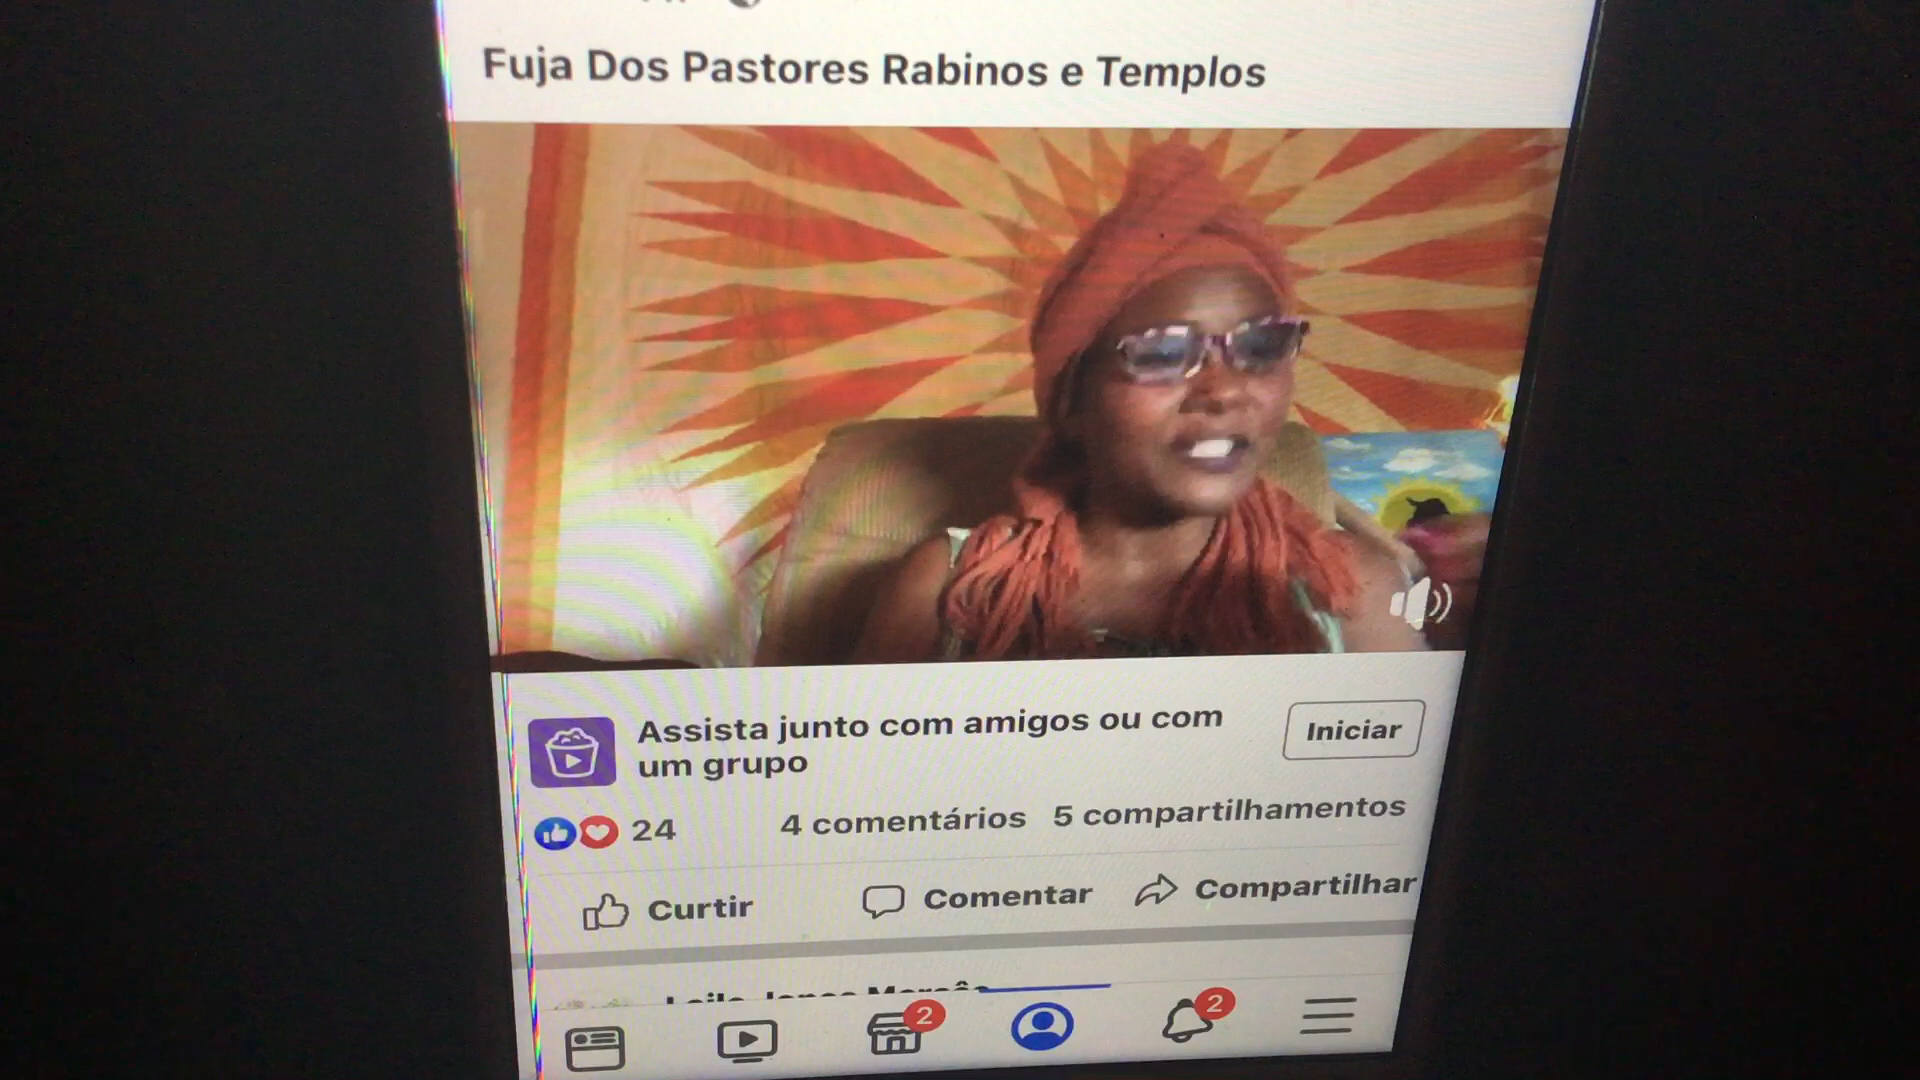 Fuja Dos Pastores Rabinos e Templos
Assista junto com amigos ou com
um grupo
Iniciar
24
4 comentários
5 compartilhamentos
Curtir
Comentar
Compartilhar
2
2